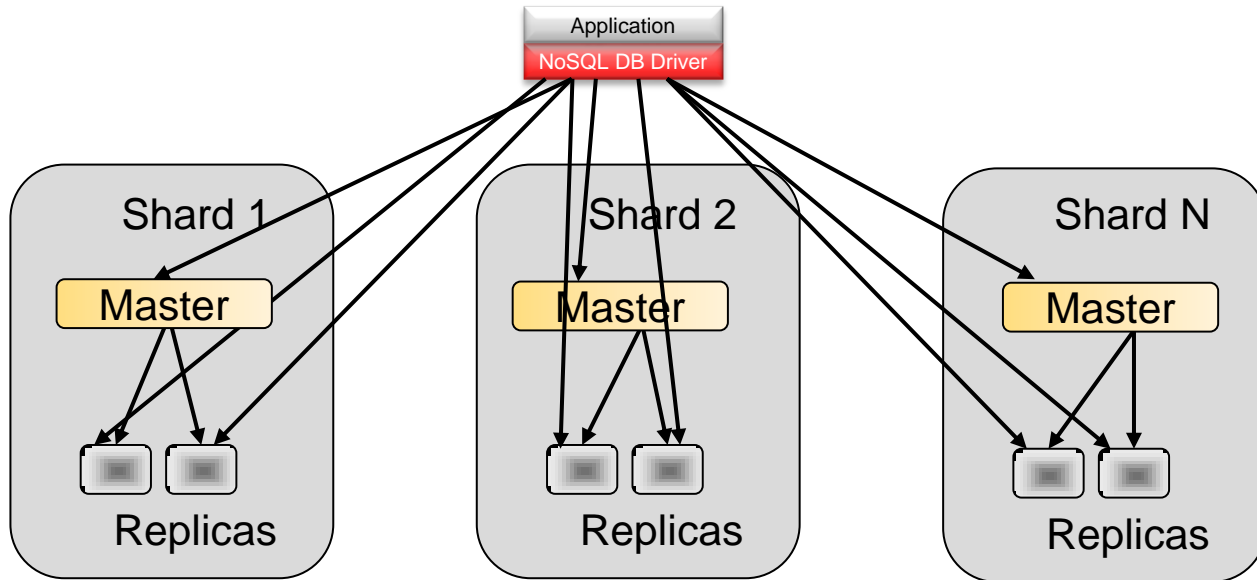 Application
NoSQL DB Driver
Shard 1
Shard 2
Shard N
Master
Master
Master
Replicas
Replicas
Replicas